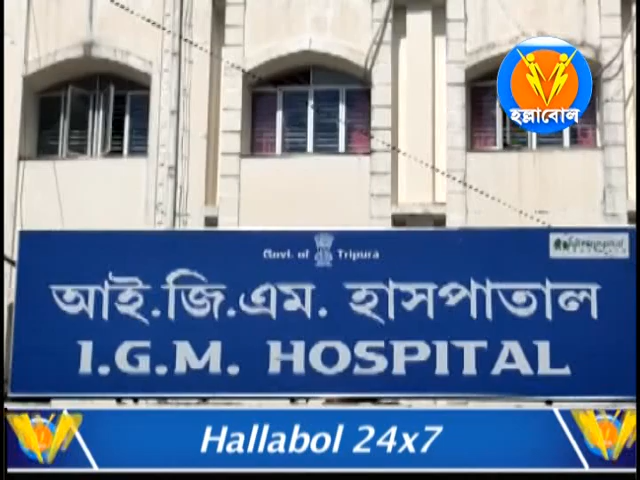 হল্লাবোল
Govt. of Tripura
আই.জি.এম. হাসপাতাল
I.G.M. HOSPITAL
Hallabol 24x7